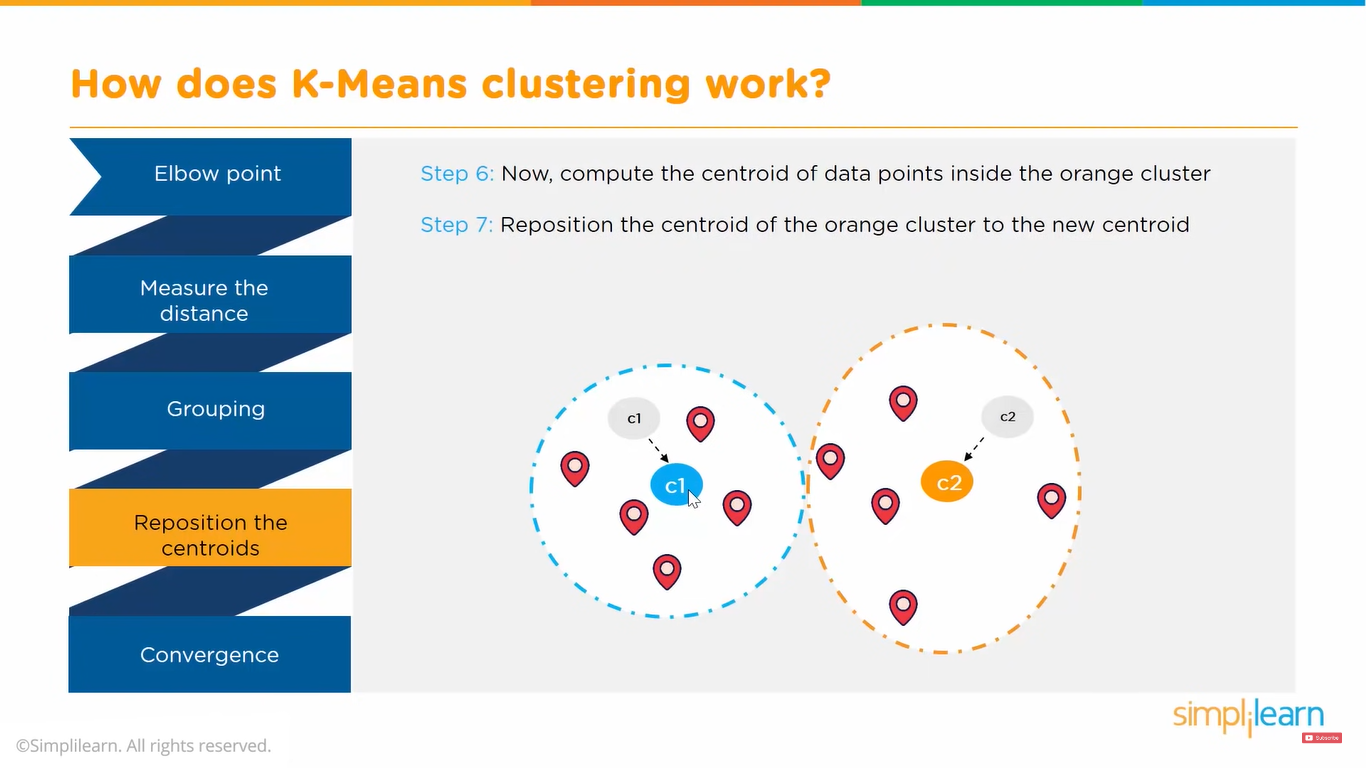 How does K-Means clustering work?
Elbow point
Measure the
distance
Grouping
Reposition the
centroids
Convergence
Step 6: Now, compute the centroid of data points inside the orange cluster
Step 7: Reposition the centroid of the orange cluster to the new centroid
c1
c2
c1
c2
simplilearn
Subscribe
©Simplilearn. All rights reserved.